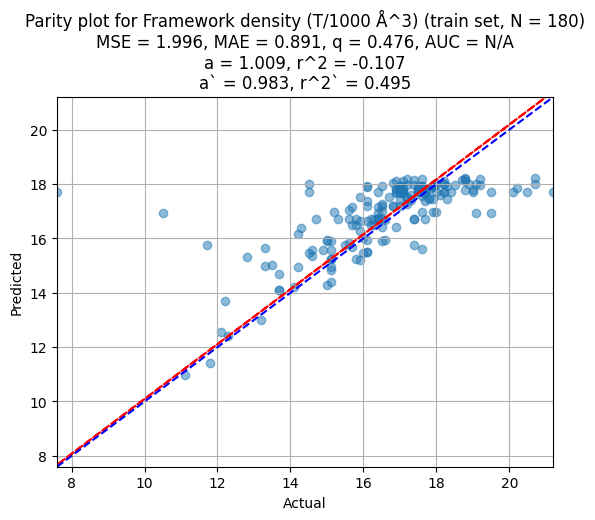 Parity plot for Framework density (T/1000 Å^3) (train set, N = 180)
MSE = 1.996, MAE = 0.891, q = 0.476, AUC = N/A
a = 1.009, r^2 = -0.107
a` = 0.983, r^2` = 0.495
20
18
16
14
12
10
8
Predicted
8
10
12
14
16
18
20
Actual